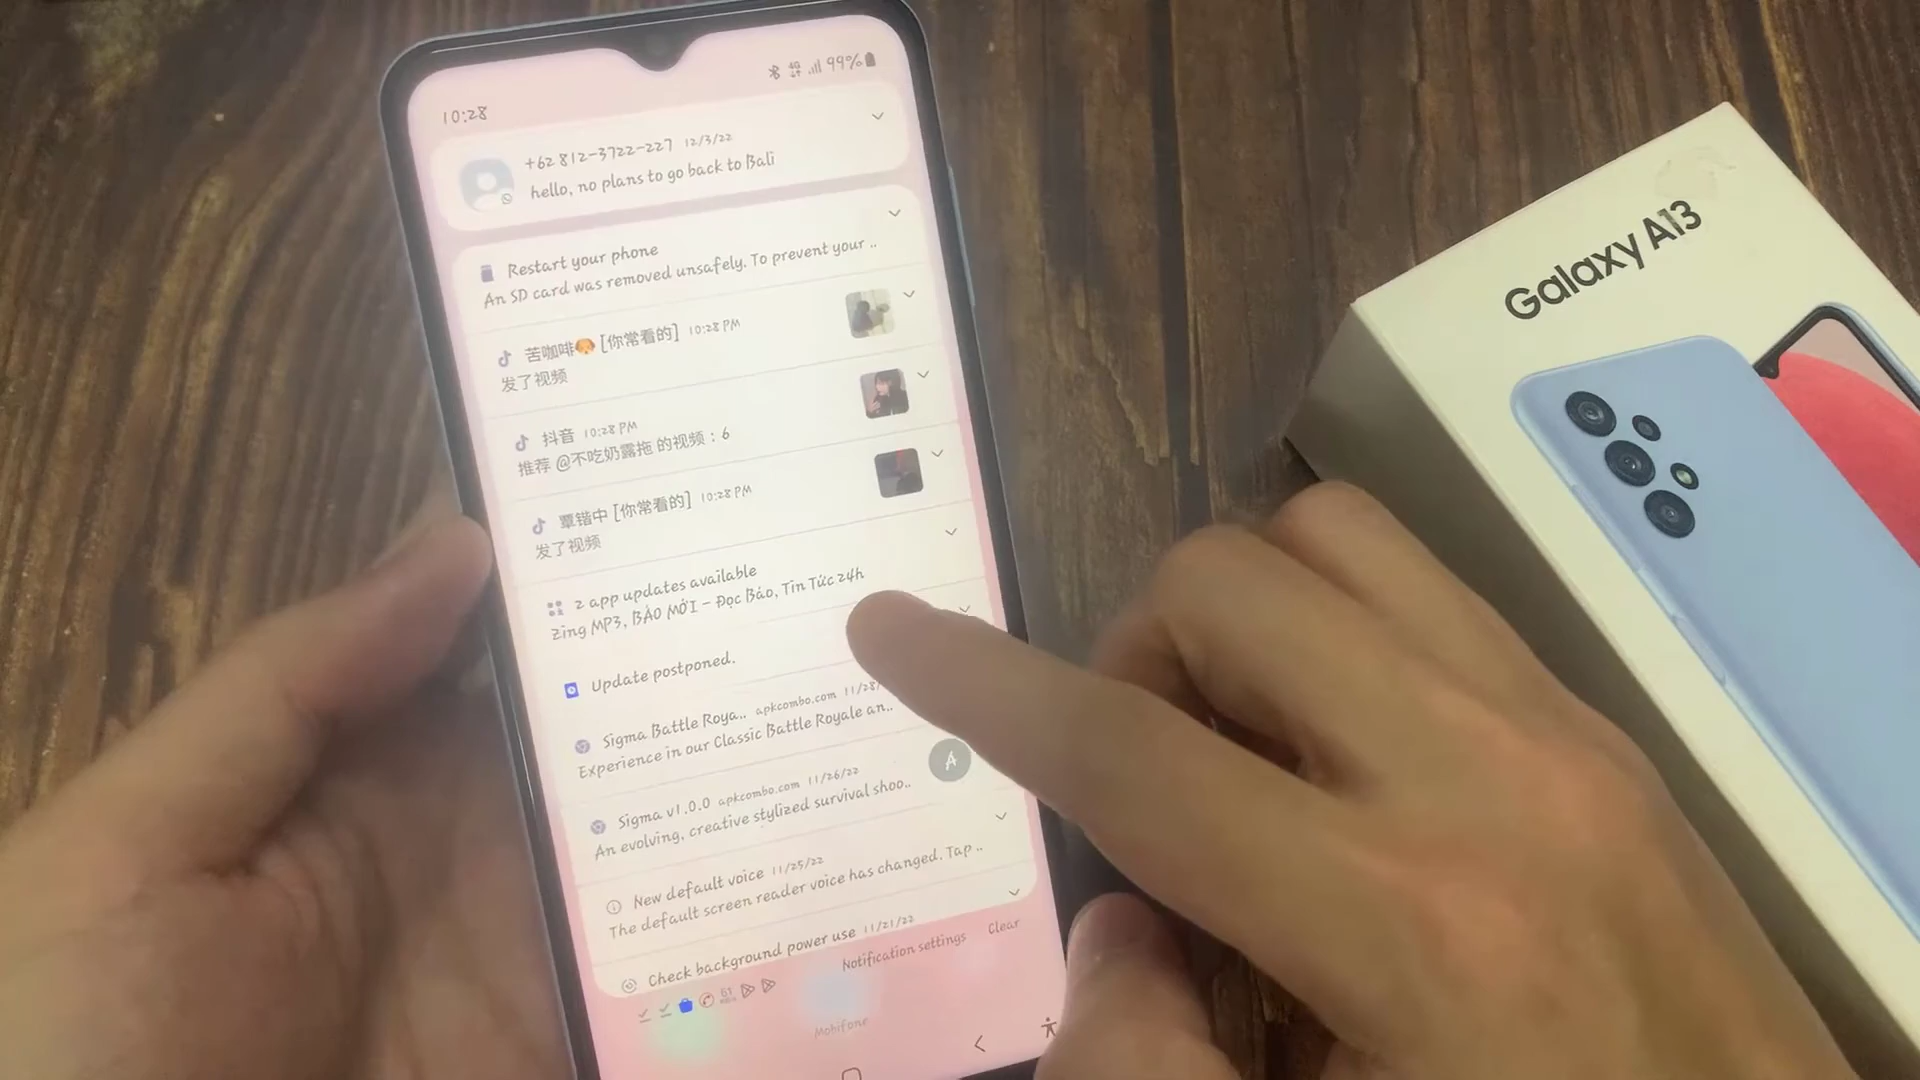 10:28
4G 99%
+62 812-3722-227 12/3/22
hello, no plans to go back to Bali
Restart your phone
An SD card was removed unsafely. To prevent your ..
苦咖啡 [你常看的] 10:28 PM
发了视频
抖音 10:28 PM
推荐 @不吃奶露拖 的视频：6
覃锴中 [你常看的] 10:28 PM
发了视频
2 app updates available
Zing MP3, BÁO MỚI – Đọc Báo, Tin Tức 24h
Update postponed.
Sigma Battle Roya.. apkcombo.com 11/28/
Experience in our Classic Battle Royale an..
A
Sigma v1.0.0 apkcombo.com 11/26/22
An evolving, creative stylized survival shoo..
New default voice 11/25/22
The default screen reader voice has changed. Tap ..
Check background power use 11/21/22
Notification settings
Clear
Mobifone
Galaxy A13